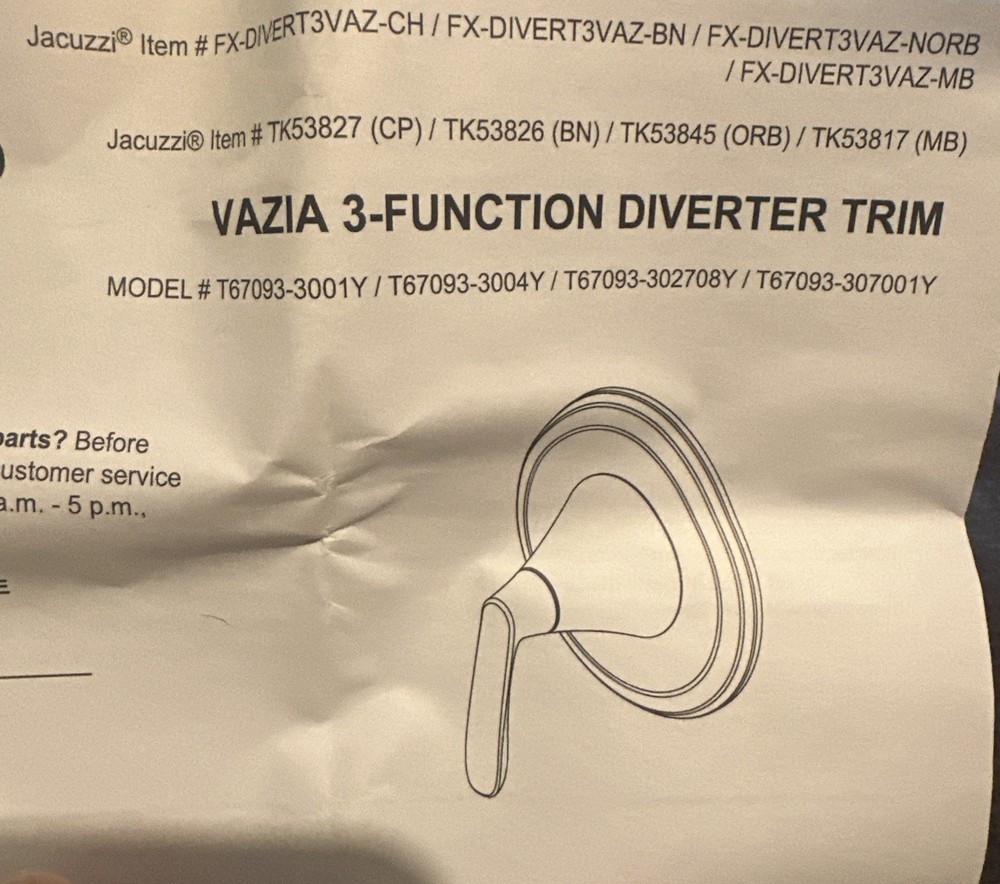 Jacuzzi® Item # FX-DIVERT3VAZ-CH / FX-DIVERT3VAZ-BN / FX-DIVERT3VAZ-NORB
/ FX-DIVERT3VAZ-MB
Jacuzzi® Item # TK53827 (CP) / TK53826 (BN) / TK53845 (ORB) / TK53817 (MB)
VAZIA 3-FUNCTION DIVERTER TRIM
MODEL # T67093-3001Y / T67093-3004Y / T67093-302708Y / T67093-307001Y
parts? Before
ustomer service
a.m. - 5 p.m.,